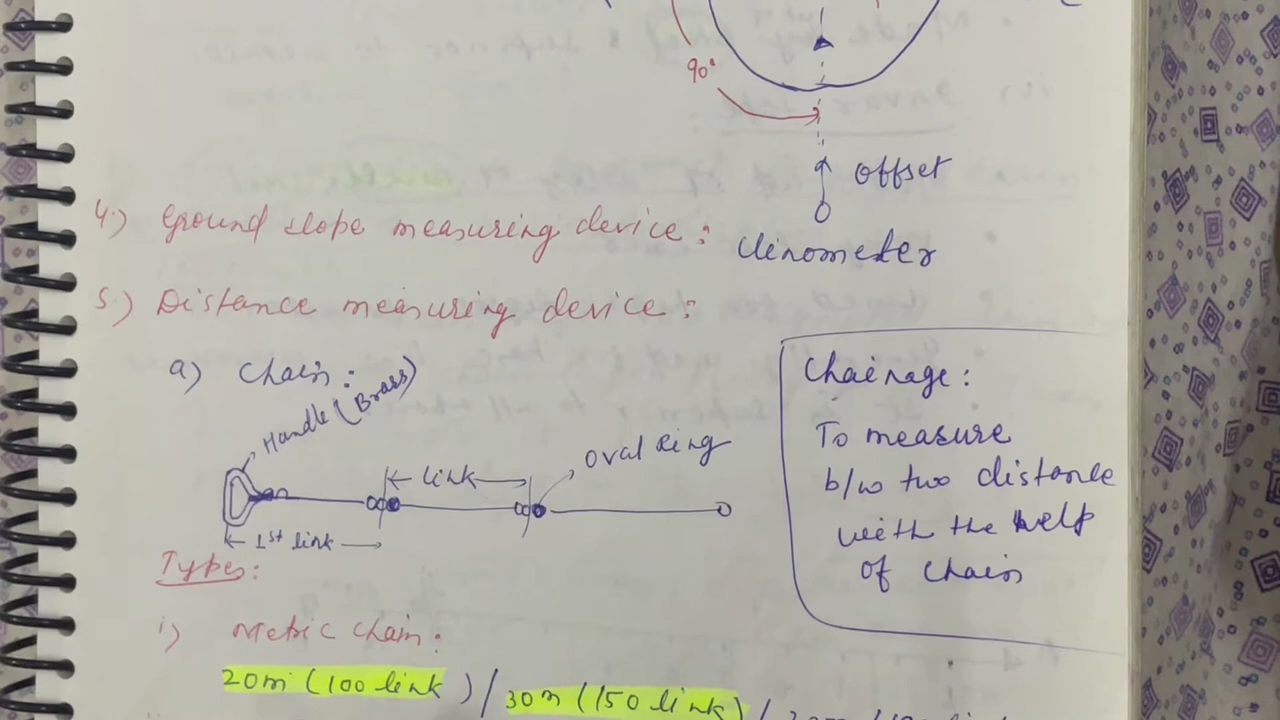 90°
offset
4.) Ground slope measuring device: Clinometer
5.) Distance measuring device:
a) Chain:
Handle (Brass)
link
Oval Ring
1st link
Chainage:
To measure
b/w two distance
with the help
of chain
Types:
i) Metric chain:
20m (100 link) / 30m (150 link) /